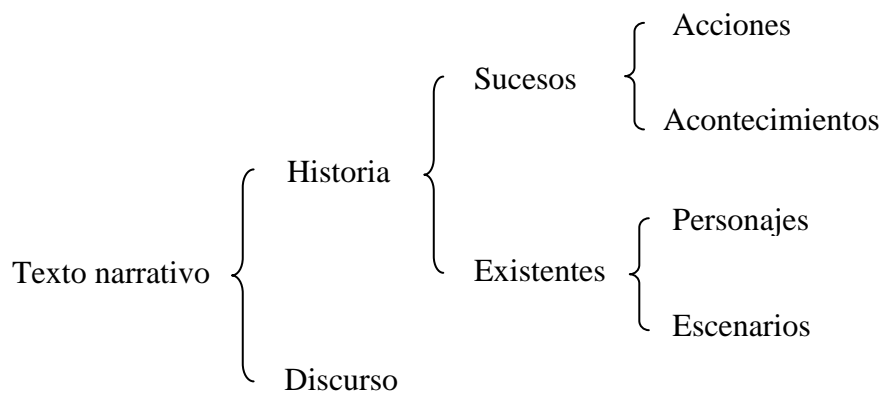 Acciones
Sucesos
Acontecimientos
Historia
Personajes
Texto narrativo
Existentes
Escenarios
Discurso